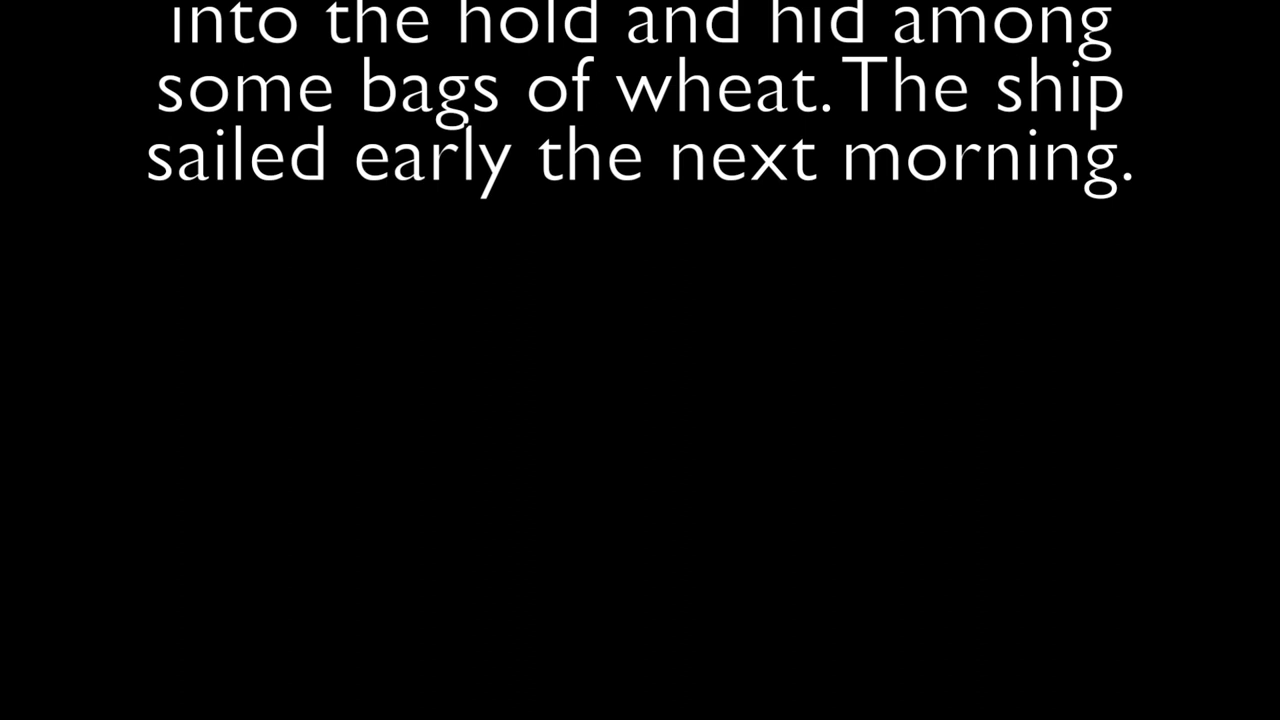 into the hold and hid among
some bags of wheat. The ship
sailed early the next morning.